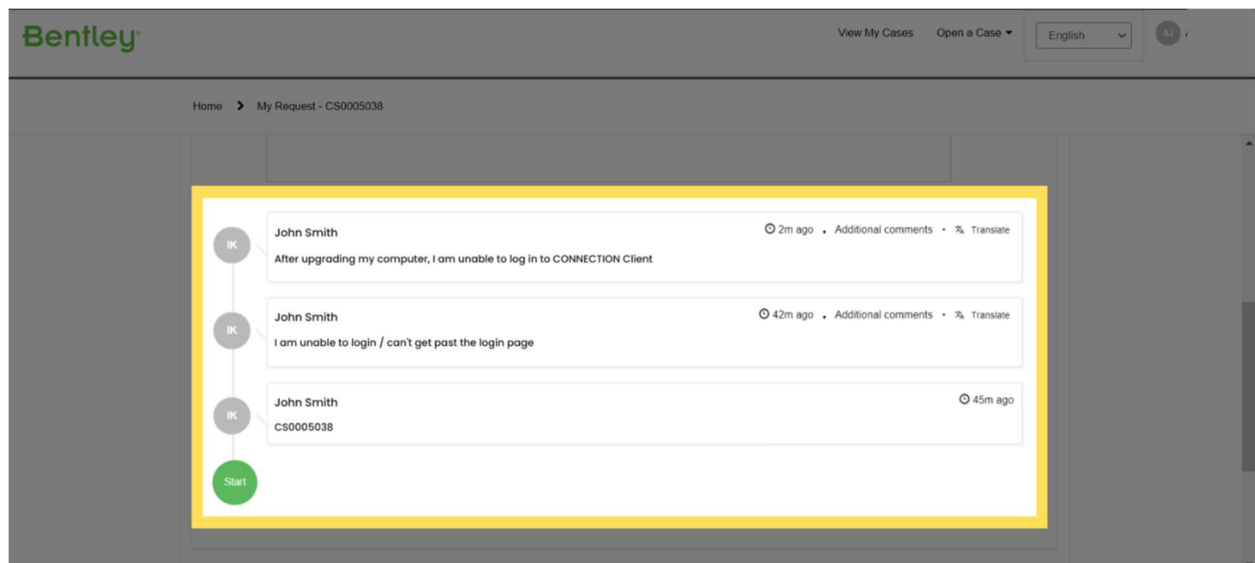 Bentley
View My Cases Open a Case English AJ
Home My Request - CS0005038
IK John Smith 2m ago Additional comments Translate
After upgrading my computer, I am unable to log in to CONNECTION Client
IK John Smith 42m ago Additional comments Translate
I am unable to login / can't get past the login page
IK John Smith 45m ago
CS0005038
Start